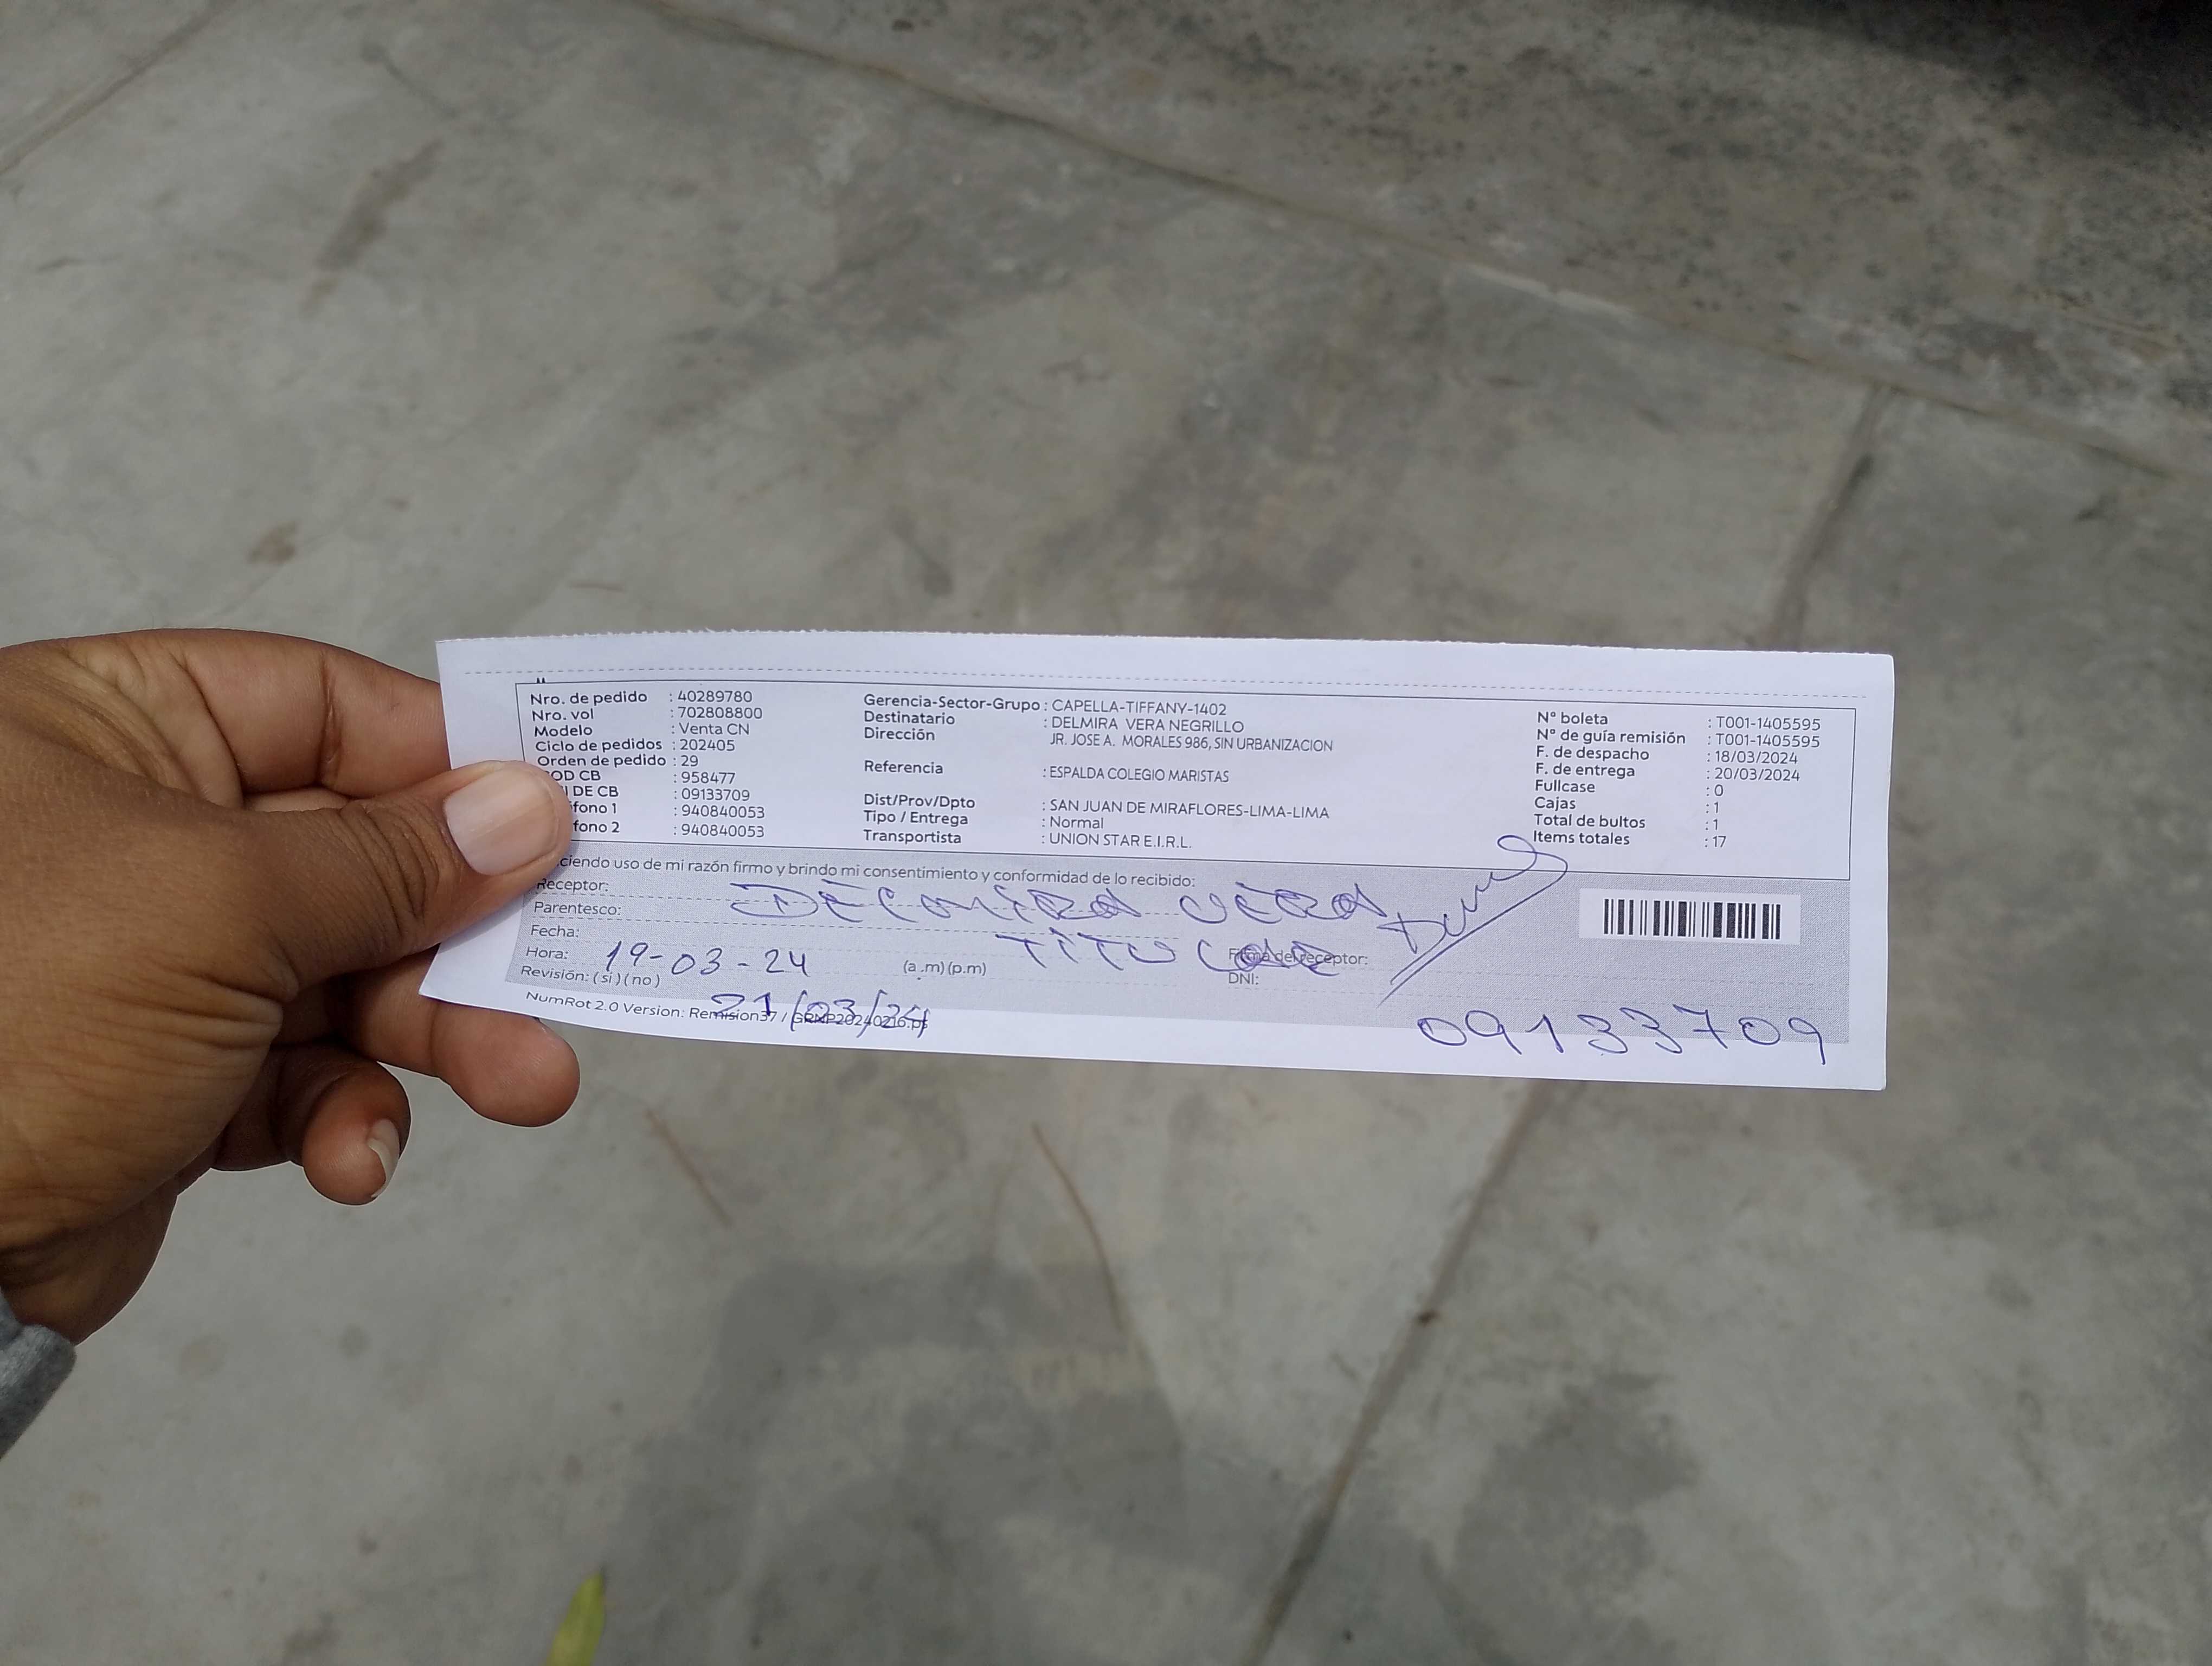 Nro. de pedido : 40289780
Nro. vol : 702808800
Modelo : Venta CN
Ciclo de pedidos : 202405
Orden de pedido : 29
OD CB : 958477
I DE CB : 09133709
fono 1 : 940840053
fono 2 : 940840053
Gerencia-Sector-Grupo : CAPELLA-TIFFANY-1402
Destinatario : DELMIRA VERA NEGRILLO
Dirección JR. JOSE A. MORALES 986, SIN URBANIZACION
Referencia : ESPALDA COLEGIO MARISTAS
Dist/Prov/Dpto : SAN JUAN DE MIRAFLORES-LIMA-LIMA
Tipo / Entrega : Normal
Transportista : UNION STAR E.I.R.L.
N° boleta : T001-1405595
N° de guía remisión : T001-1405595
F. de despacho : 18/03/2024
F. de entrega : 20/03/2024
Fullcase : 0
Cajas : 1
Total de bultos : 1
Items totales : 17
ciendo uso de mi razón firmo y brindo mi consentimiento y conformidad de lo recibido:
Receptor: DELMIRA VERA
Parentesco: TITULAR
Fecha:
Hora: 19-03-24 (a.m) (p.m) Firma del receptor:
Revisión: ( si ) ( no ) DNI:
21/03/24 09133709
NumRot 2.0 Version: Remision37 /